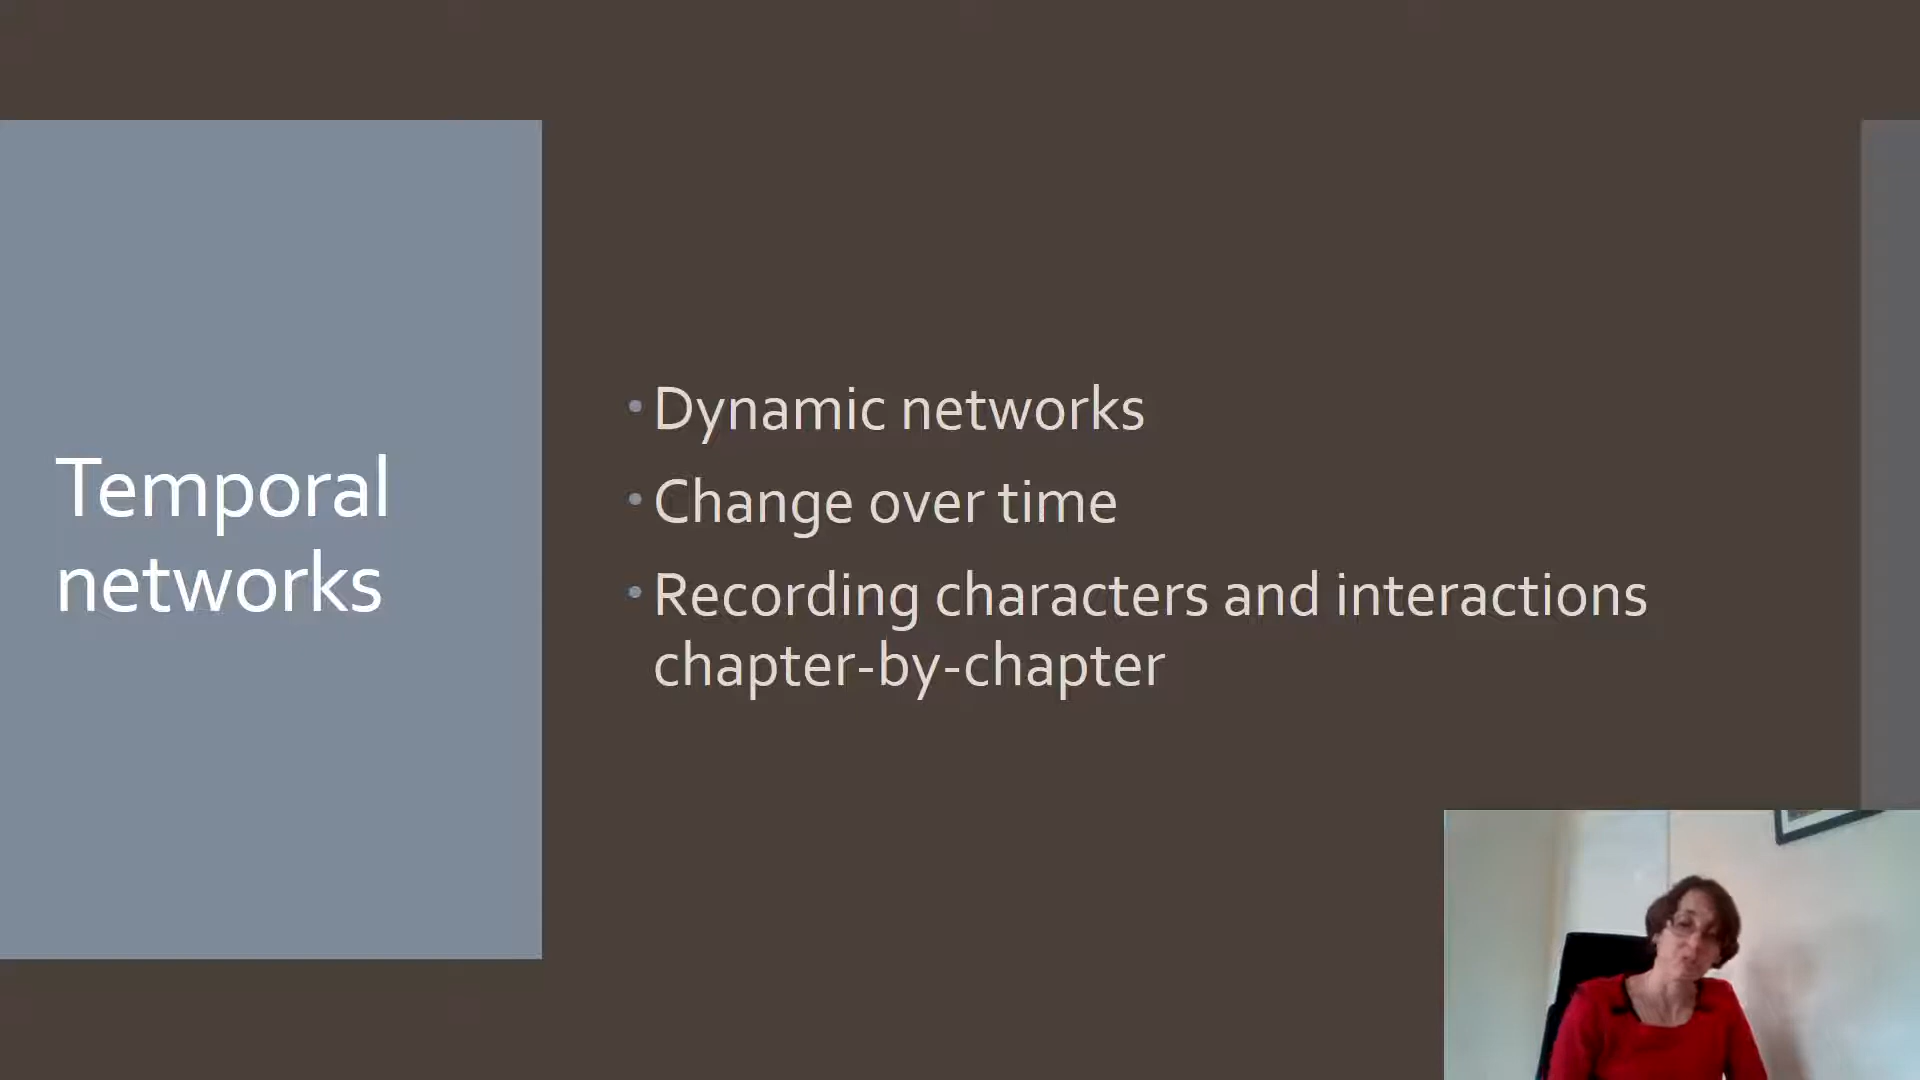 Temporal
networks
• Dynamic networks
• Change over time
• Recording characters and interactions
chapter-by-chapter